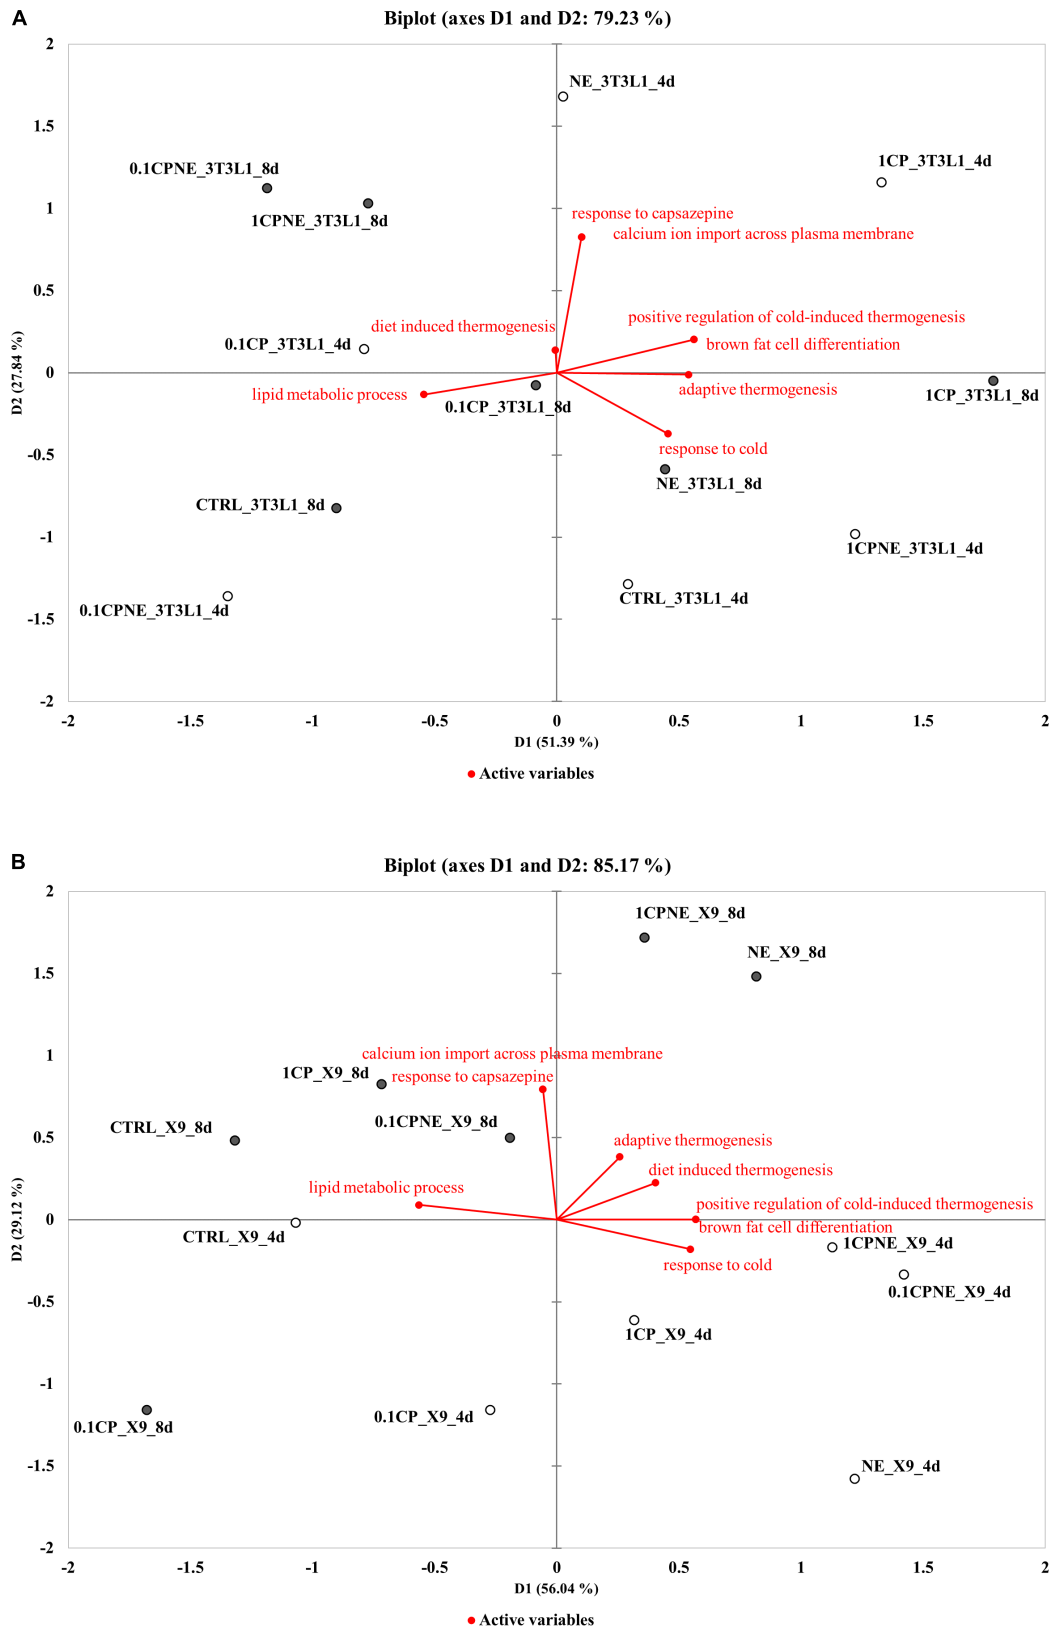 A
Biplot (axes D1 and D2: 79.23 %)
2
NE_3T3L1_4d
1.5
0.1CPNE_3T3L1_8d
1CP_3T3L1_4d
1
1CPNE_3T3L1_8d
response to capsazepine
calcium ion import across plasma membrane
0.5
diet induced thermogenesis
positive regulation of cold-induced thermogenesis
0.1CP_3T3L1_4d
brown fat cell differentiation
D2 (27.84 %)
0
lipid metabolic process
0.1CP_3T3L1_8d
adaptive thermogenesis
1CP_3T3L1_8d
-0.5
response to cold
NE_3T3L1_8d
CTRL_3T3L1_8d
-1
1CPNE_3T3L1_4d
0.1CPNE_3T3L1_4d
CTRL_3T3L1_4d
-1.5
-2
-2 -1.5 -1 -0.5 0 0.5 1 1.5 2
D1 (51.39 %)
Active variables
B
Biplot (axes D1 and D2: 85.17 %)
2
1CPNE_X9_8d
NE_X9_8d
1.5
1
calcium ion import across plasma membrane
1CP_X9_8d
response to capsazepine
CTRL_X9_8d
0.1CPNE_X9_8d
0.5
adaptive thermogenesis
diet induced thermogenesis
lipid metabolic process
positive regulation of cold-induced thermogenesis
D2 (29.12 %)
0
brown fat cell differentiation
CTRL_X9_4d
1CPNE_X9_4d
response to cold
0.1CPNE_X9_4d
-0.5
1CP_X9_4d
-1
0.1CP_X9_8d
0.1CP_X9_4d
-1.5
NE_X9_4d
-2
-2 -1.5 -1 -0.5 0 0.5 1 1.5 2
D1 (56.04 %)
Active variables